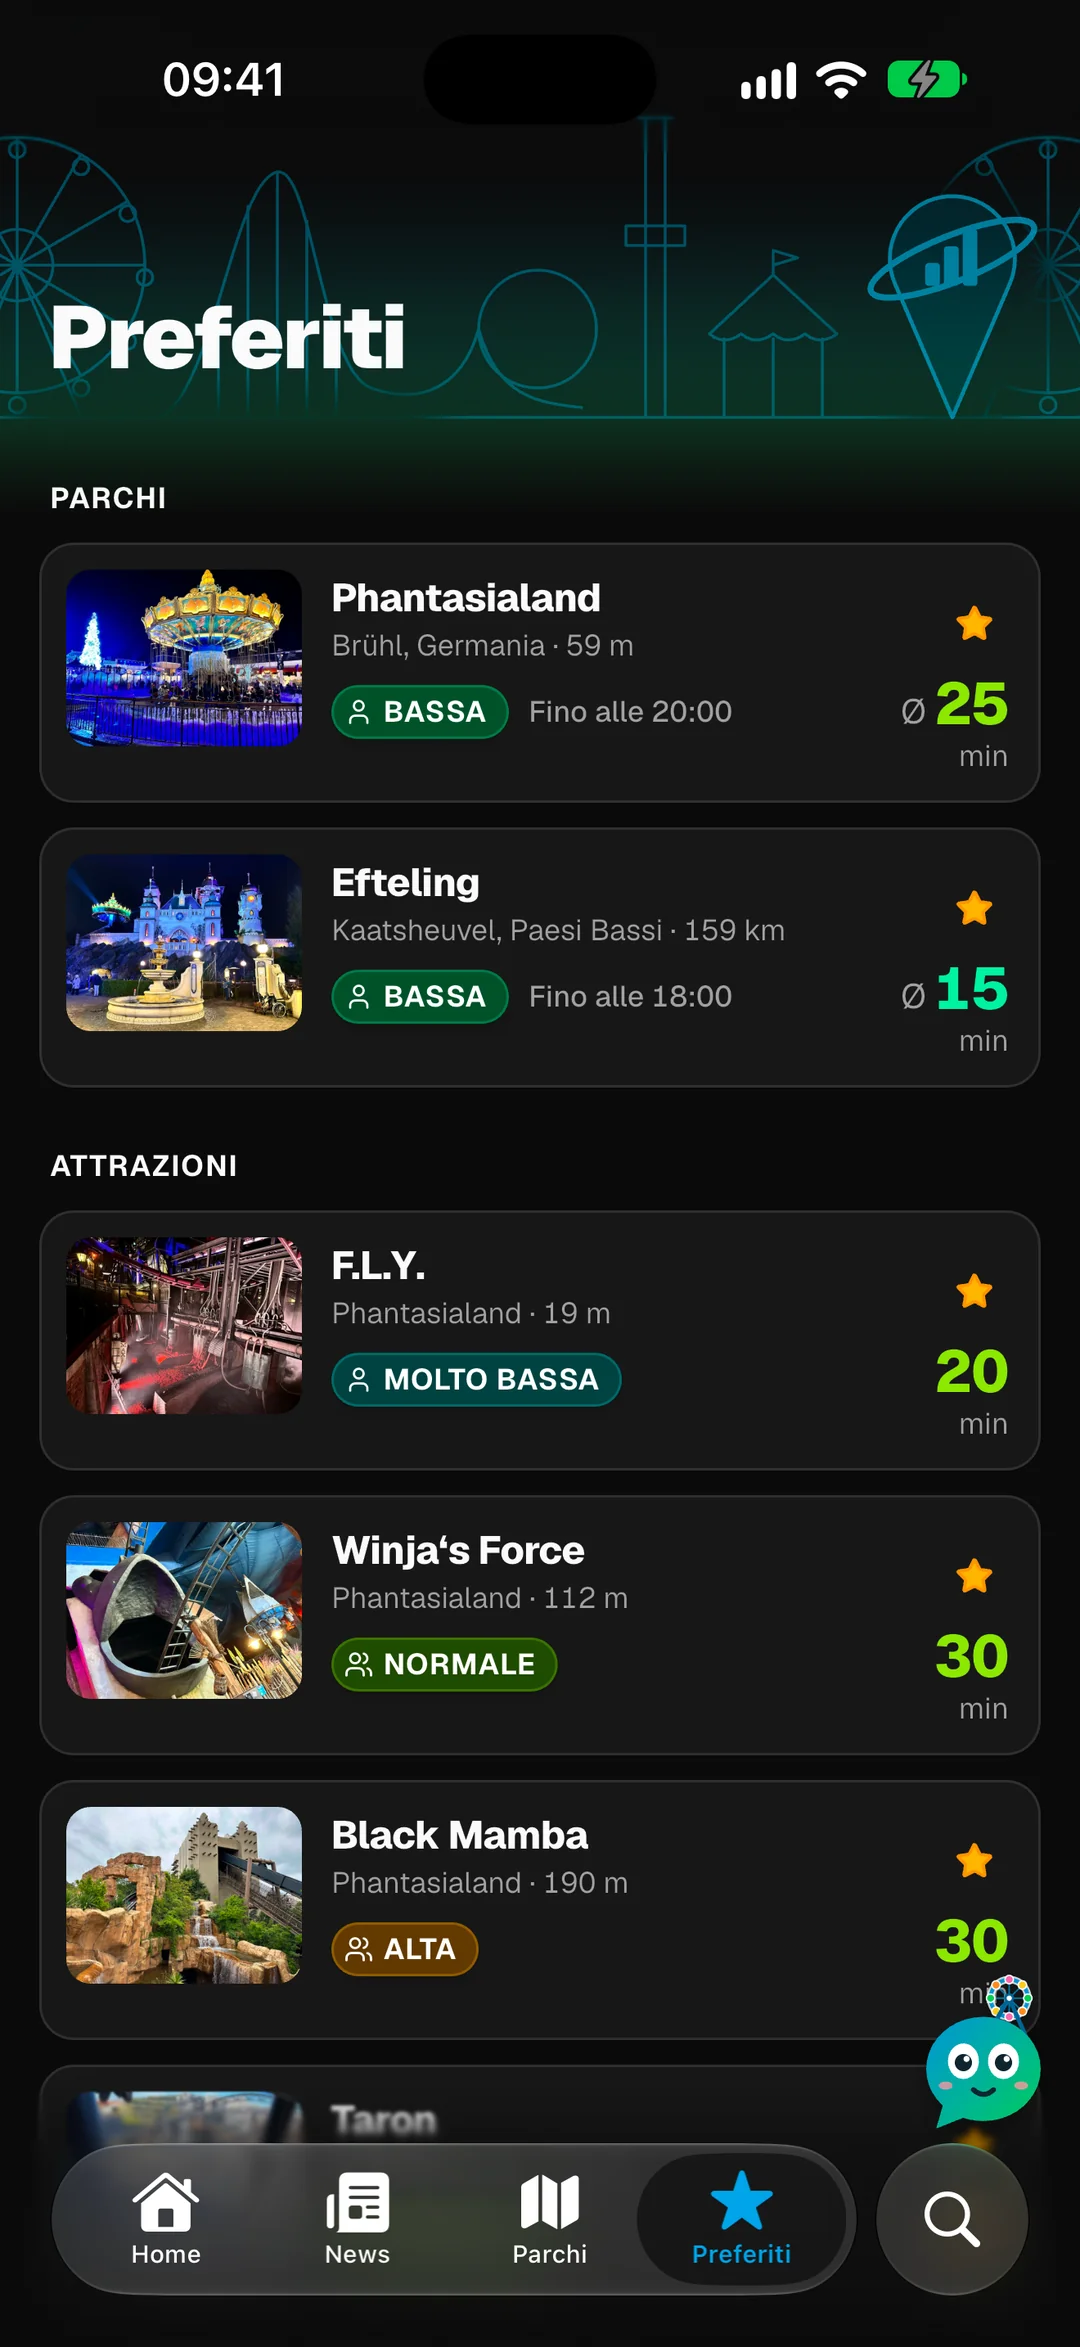 09:41
Preferiti
PARCHI
Phantasialand
Brühl, Germania · 59 m
BASSA
Fino alle 20:00
Ø 25
min
Efteling
Kaatsheuvel, Paesi Bassi · 159 km
BASSA
Fino alle 18:00
Ø 15
min
ATTRAZIONI
F.L.Y.
Phantasialand · 19 m
MOLTO BASSA
20
min
Winja‘s Force
Phantasialand · 112 m
NORMALE
30
min
Black Mamba
Phantasialand · 190 m
ALTA
30
min
Taron
Home
News
Parchi
Preferiti